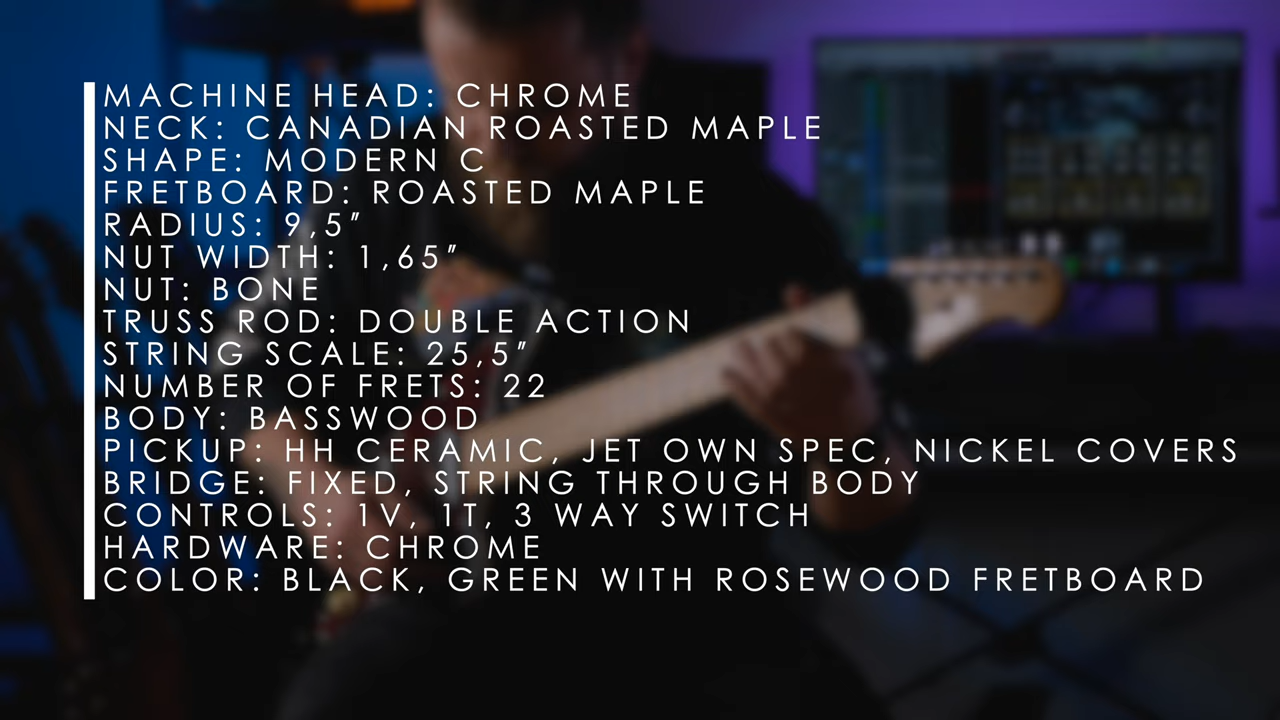 MACHINE HEAD: CHROME
NECK: CANADIAN ROASTED MAPLE
SHAPE: MODERN C
FRETBOARD: ROASTED MAPLE
RADIUS: 9,5"
NUT WIDTH: 1,65"
NUT: BONE
TRUSS ROD: DOUBLE ACTION
STRING SCALE: 25,5"
NUMBER OF FRETS: 22
BODY: BASSWOOD
PICKUP: HH CERAMIC, JET OWN SPEC, NICKEL COVERS
BRIDGE: FIXED, STRING THROUGH BODY
CONTROLS: 1V, 1T, 3 WAY SWITCH
HARDWARE: CHROME
COLOR: BLACK, GREEN WITH ROSEWOOD FRETBOARD